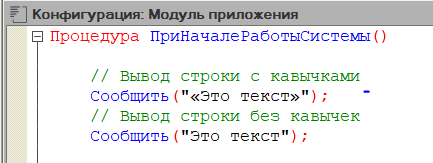 Конфигурация: Модуль приложения
Процедура ПриНачалеРаботыСистемы()
// Вывод строки с кавычками
Сообщить("«Это текст»");
// Вывод строки без кавычек
Сообщить("Это текст");